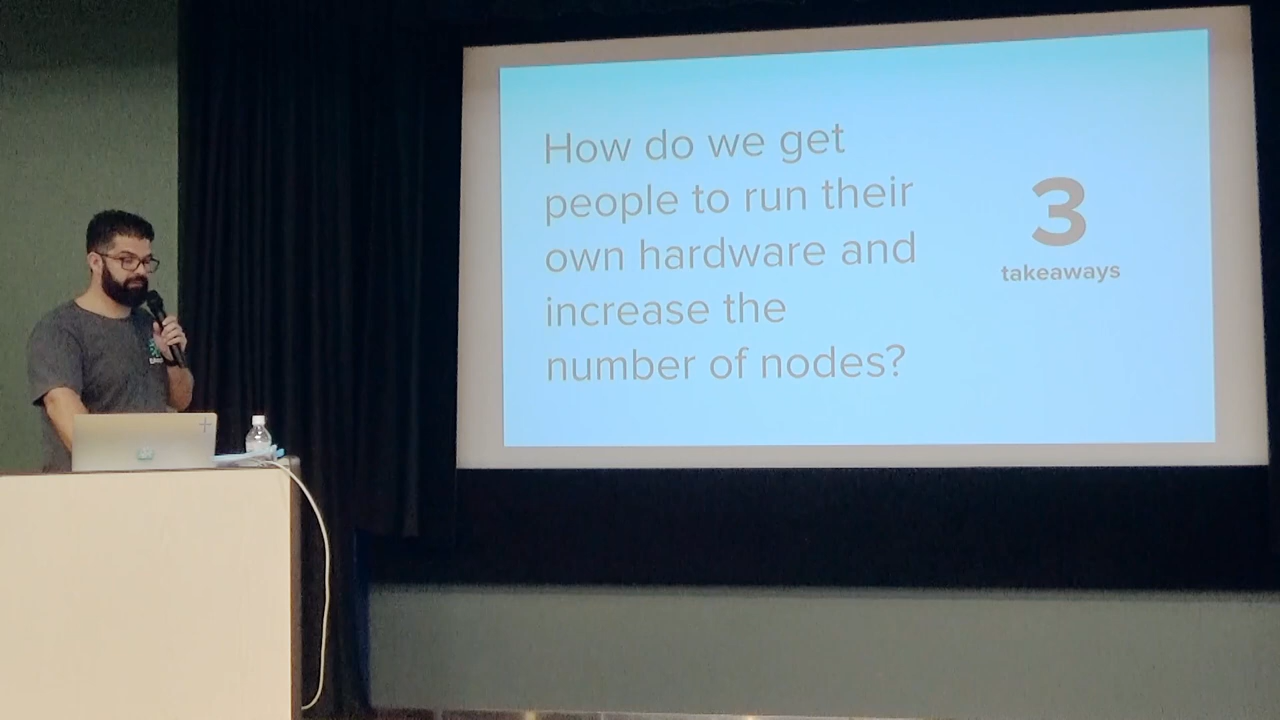 How do we get
people to run their
own hardware and
increase the
number of nodes?
3
takeaways